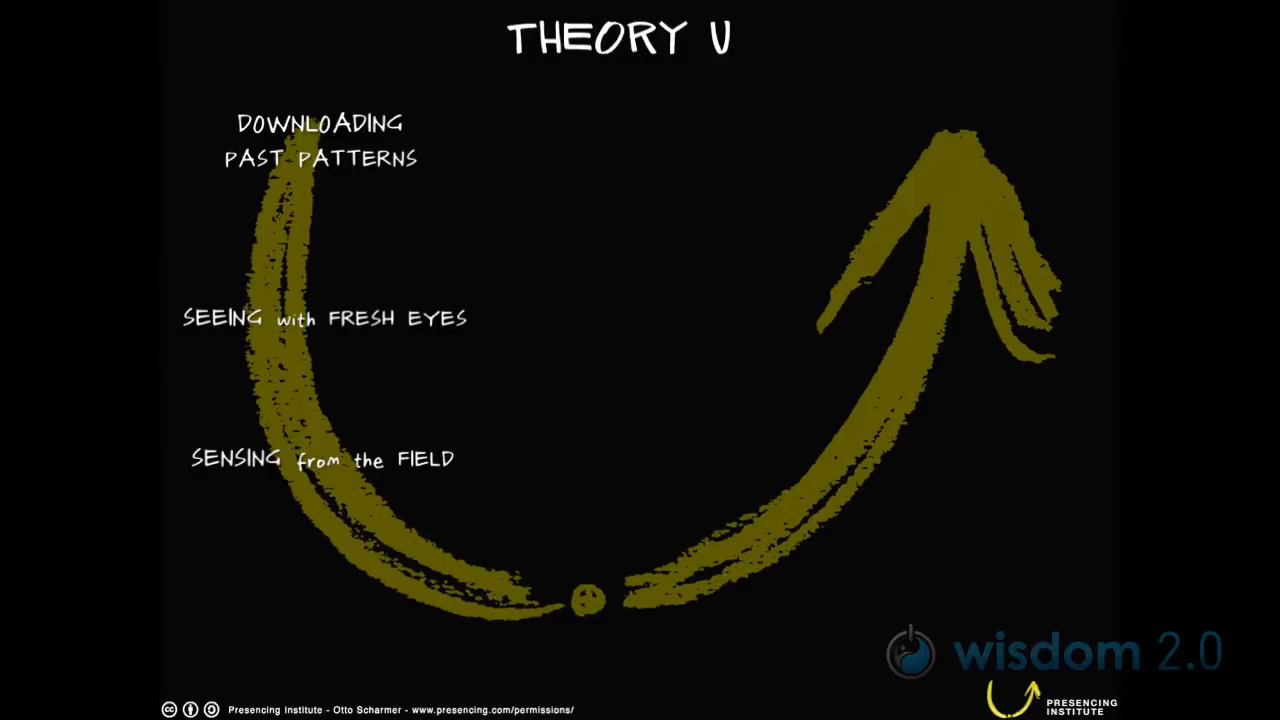 THEORY U
DOWNLOADING
PAST PATTERNS
SEEING with FRESH EYES
SENSING from the FIELD
wisdom 2.0
Presencing Institute - Otto Scharmer - www.presencing.com/permissions/
PRESENCING
INSTITUTE